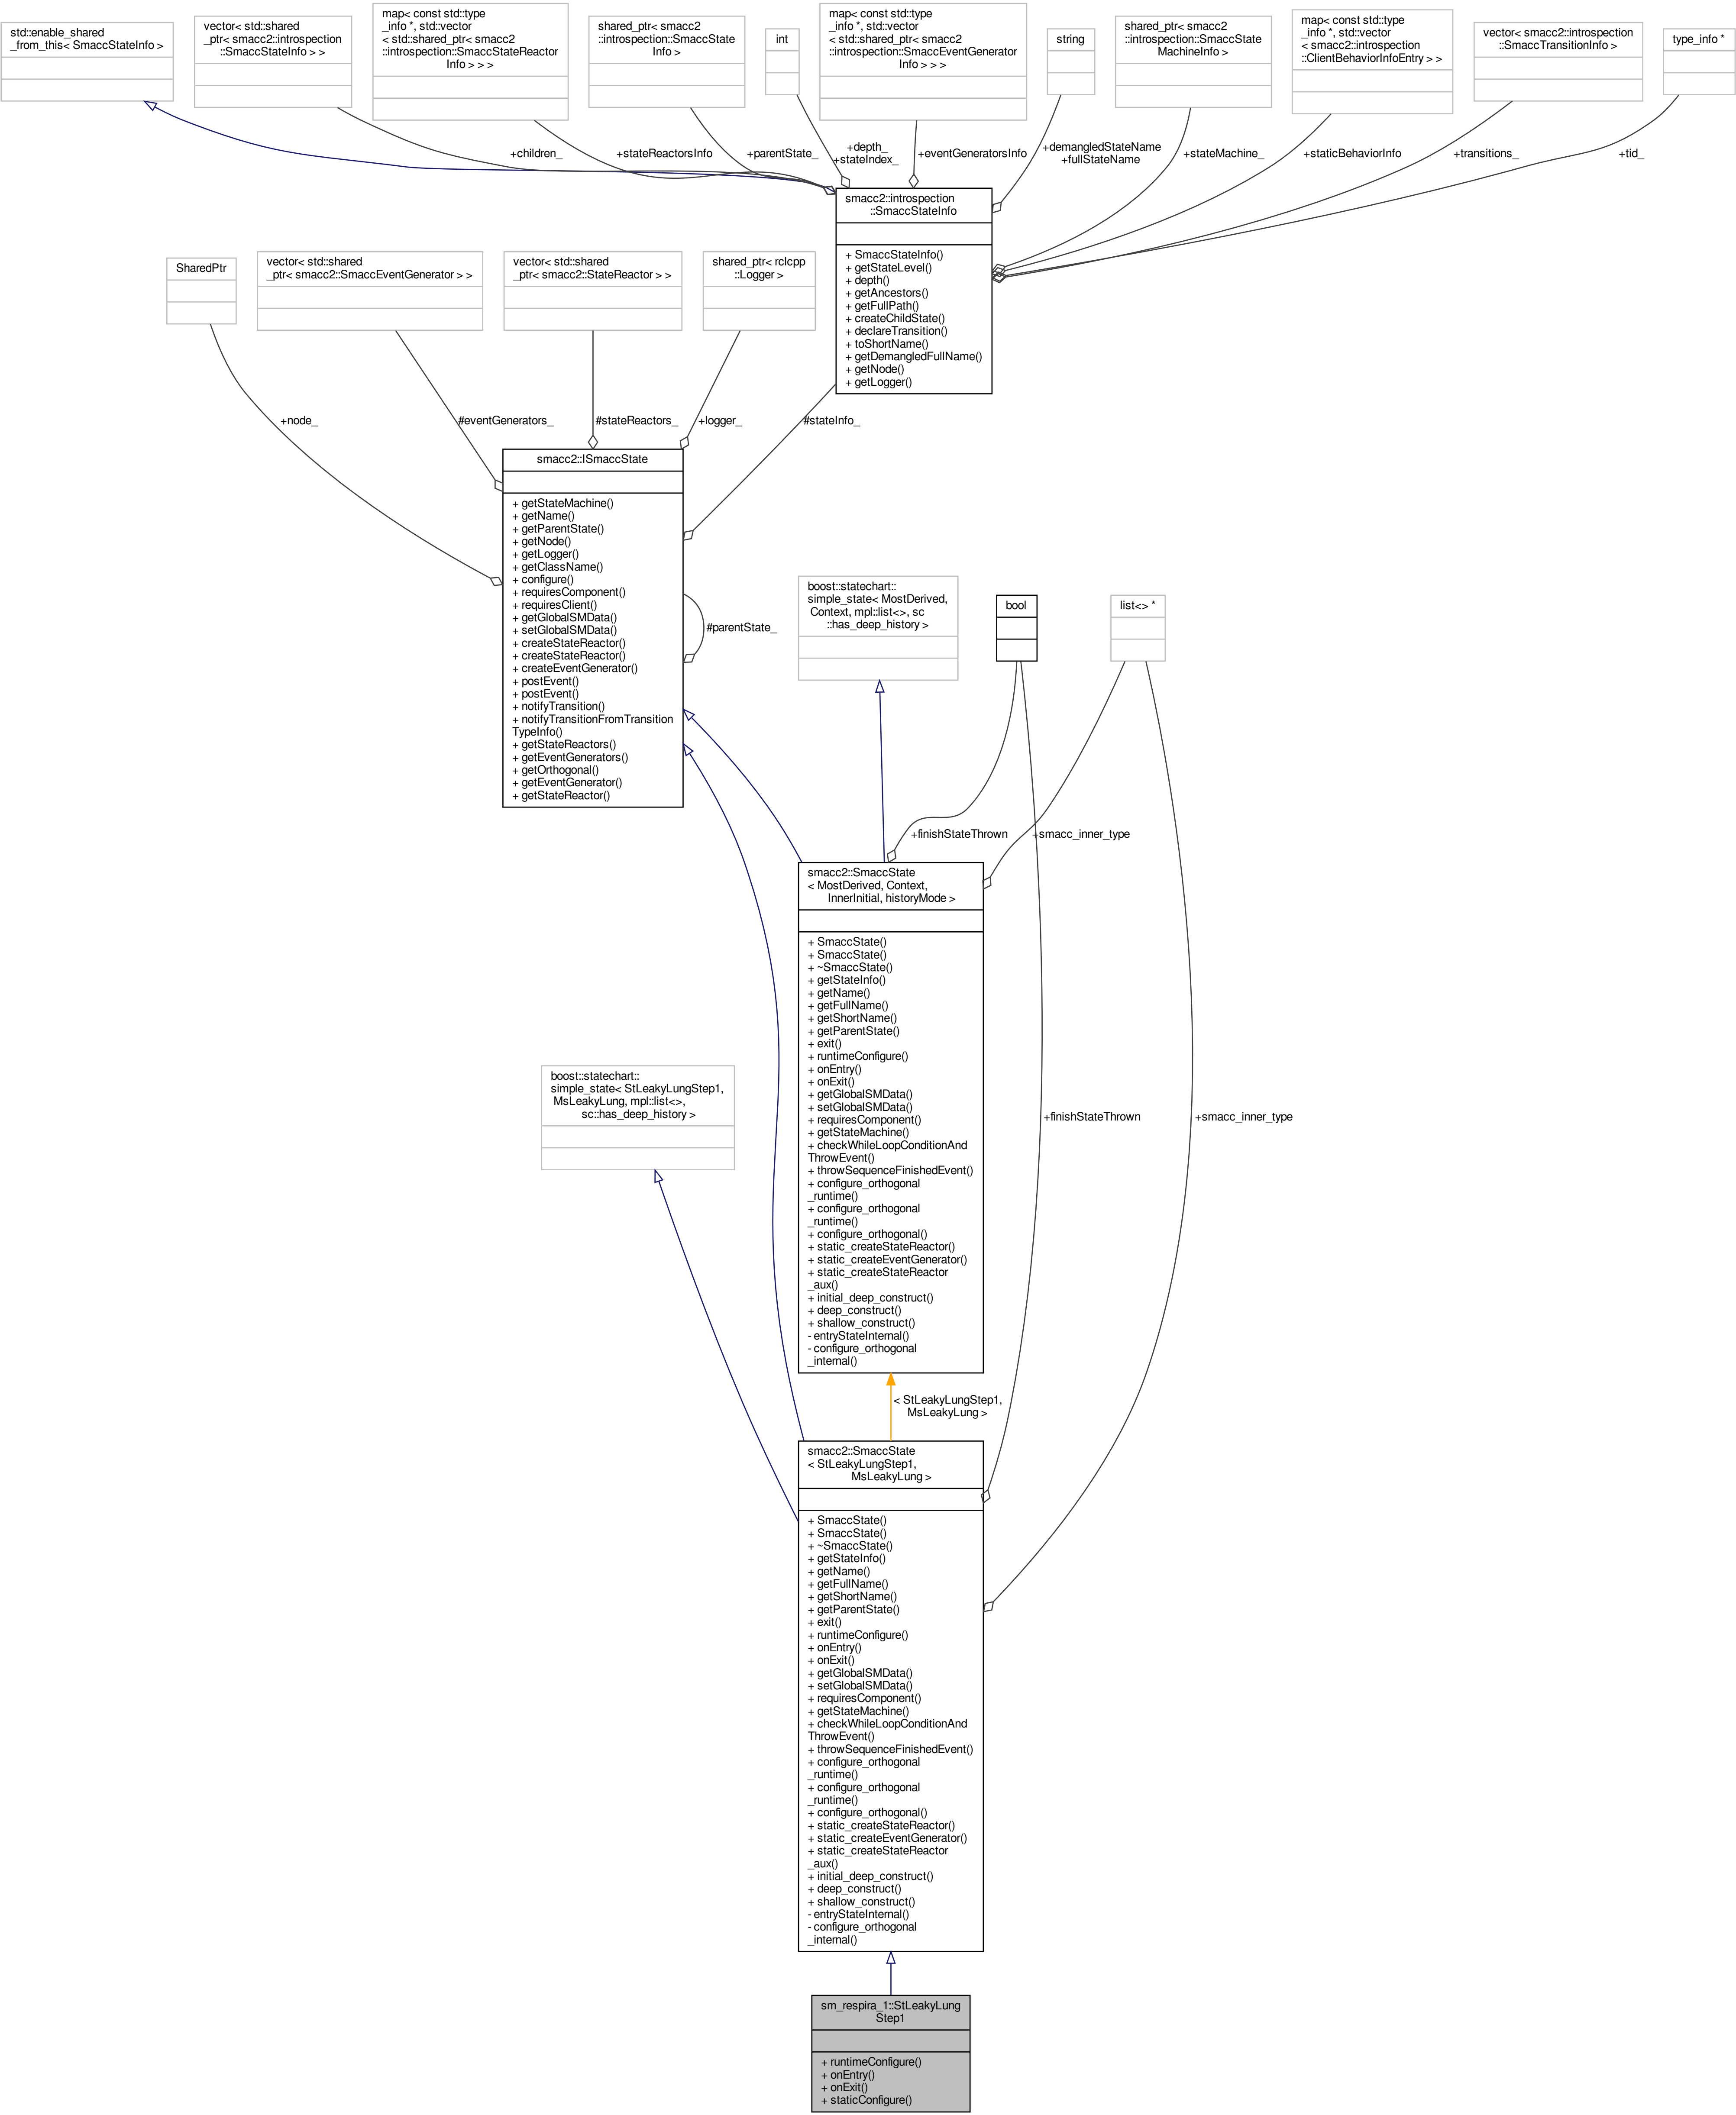 std::enable_shared
_from_this< SmaccStateInfo >
vector< std::shared
_ptr< smacc2::introspection
::SmaccStateInfo > >
map< const std::type
_info *, std::vector
< std::shared_ptr< smacc2
::introspection::SmaccStateReactor
Info > > >
shared_ptr< smacc2
::introspection::SmaccState
Info >
int
map< const std::type
_info *, std::vector
< std::shared_ptr< smacc2
::introspection::SmaccEventGenerator
Info > > >
string
shared_ptr< smacc2
::introspection::SmaccState
MachineInfo >
map< const std::type
_info *, std::vector
< smacc2::introspection
::ClientBehaviorInfoEntry > >
vector< smacc2::introspection
::SmaccTransitionInfo >
type_info *
+children_
+stateReactorsInfo
+parentState_
+depth_
+stateIndex_
+eventGeneratorsInfo
+demangledStateName
+fullStateName
+stateMachine_
+staticBehaviorInfo
+transitions_
+tid_
smacc2::introspection
::SmaccStateInfo
+ SmaccStateInfo()
+ getStateLevel()
+ depth()
+ getAncestors()
+ getFullPath()
+ createChildState()
+ declareTransition()
+ toShortName()
+ getDemangledFullName()
+ getNode()
+ getLogger()
SharedPtr
vector< std::shared
_ptr< smacc2::SmaccEventGenerator > >
vector< std::shared
_ptr< smacc2::StateReactor > >
shared_ptr< rclcpp
::Logger >
+node_
#eventGenerators_
#stateReactors_
+logger_
#stateInfo_
smacc2::ISmaccState
+ getStateMachine()
+ getName()
+ getParentState()
+ getNode()
+ getLogger()
+ getClassName()
+ configure()
+ requiresComponent()
+ requiresClient()
+ getGlobalSMData()
+ setGlobalSMData()
+ createStateReactor()
+ createStateReactor()
+ createEventGenerator()
+ postEvent()
+ postEvent()
+ notifyTransition()
+ notifyTransitionFromTransition
TypeInfo()
+ getStateReactors()
+ getEventGenerators()
+ getOrthogonal()
+ getEventGenerator()
+ getStateReactor()
#parentState_
boost::statechart::
simple_state< MostDerived,
Context, mpl::list<>, sc
::has_deep_history >
bool
list<> *
+finishStateThrown
+smacc_inner_type
smacc2::SmaccState
< MostDerived, Context,
InnerInitial, historyMode >
+ SmaccState()
+ SmaccState()
+ ~SmaccState()
+ getStateInfo()
+ getName()
+ getFullName()
+ getShortName()
+ getParentState()
+ exit()
+ runtimeConfigure()
+ onEntry()
+ onExit()
+ getGlobalSMData()
+ setGlobalSMData()
+ requiresComponent()
+ getStateMachine()
+ checkWhileLoopConditionAnd
ThrowEvent()
+ throwSequenceFinishedEvent()
+ configure_orthogonal
_runtime()
+ configure_orthogonal
_runtime()
+ configure_orthogonal()
+ static_createStateReactor()
+ static_createEventGenerator()
+ static_createStateReactor
_aux()
+ initial_deep_construct()
+ deep_construct()
+ shallow_construct()
- entryStateInternal()
- configure_orthogonal
_internal()
boost::statechart::
simple_state< StLeakyLungStep1,
MsLeakyLung, mpl::list<>,
sc::has_deep_history >
+finishStateThrown
+smacc_inner_type
< StLeakyLungStep1,
MsLeakyLung >
smacc2::SmaccState
< StLeakyLungStep1,
MsLeakyLung >
+ SmaccState()
+ SmaccState()
+ ~SmaccState()
+ getStateInfo()
+ getName()
+ getFullName()
+ getShortName()
+ getParentState()
+ exit()
+ runtimeConfigure()
+ onEntry()
+ onExit()
+ getGlobalSMData()
+ setGlobalSMData()
+ requiresComponent()
+ getStateMachine()
+ checkWhileLoopConditionAnd
ThrowEvent()
+ throwSequenceFinishedEvent()
+ configure_orthogonal
_runtime()
+ configure_orthogonal
_runtime()
+ configure_orthogonal()
+ static_createStateReactor()
+ static_createEventGenerator()
+ static_createStateReactor
_aux()
+ initial_deep_construct()
+ deep_construct()
+ shallow_construct()
- entryStateInternal()
- configure_orthogonal
_internal()
sm_respira_1::StLeakyLung
Step1
+ runtimeConfigure()
+ onEntry()
+ onExit()
+ staticConfigure()